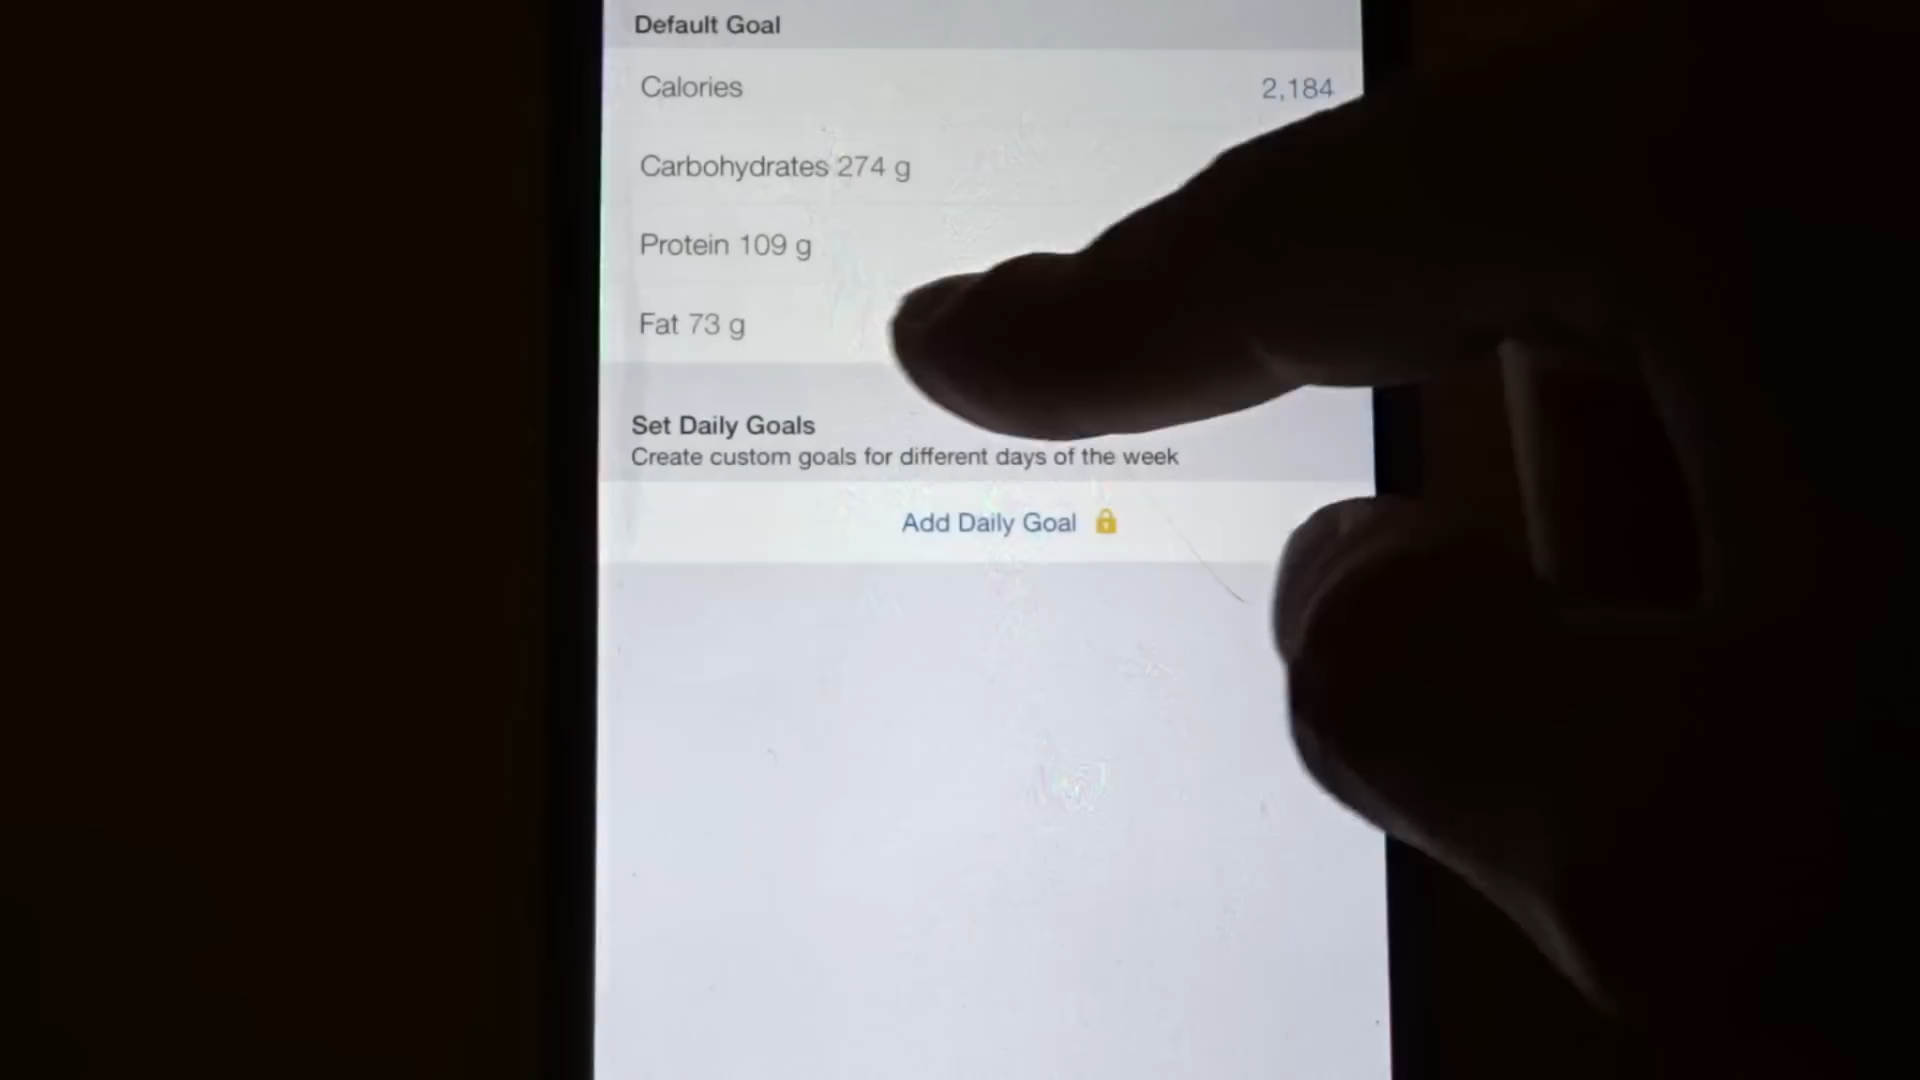 Default Goal
Calories 2,184
Carbohydrates 274 g
Protein 109 g
Fat 73 g
Set Daily Goals
Create custom goals for different days of the week
Add Daily Goal